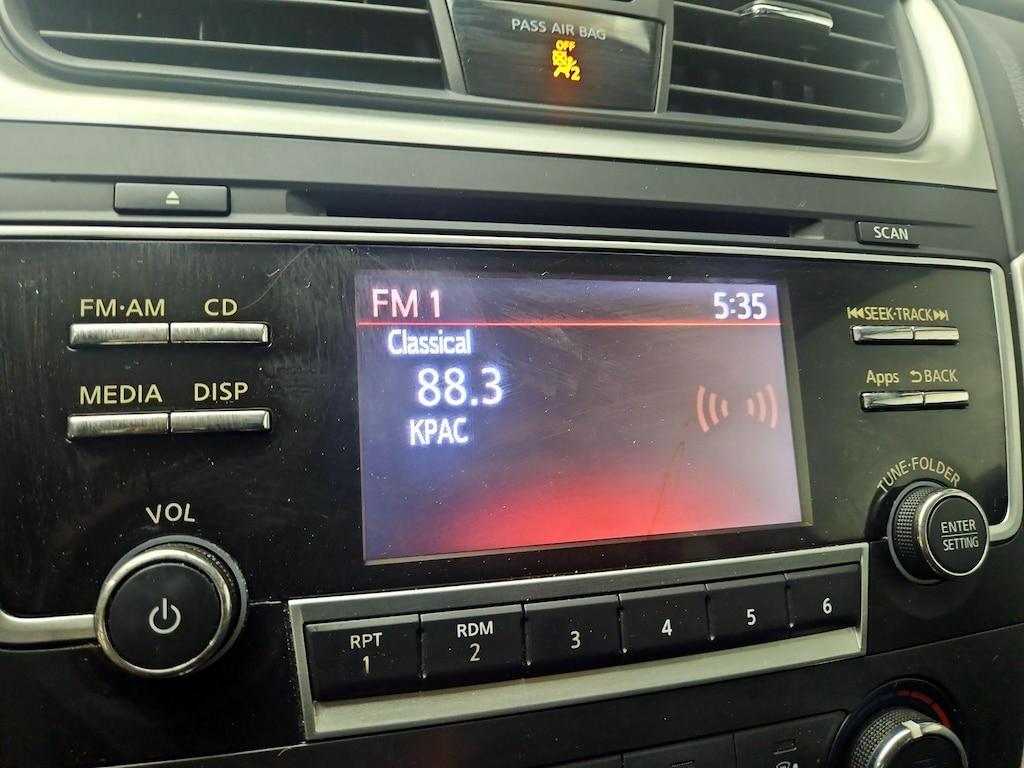 PASS AIR BAG
OFF
2
SCAN
FM·AM CD
FM 1 5:35
SEEK·TRACK
Classical
88.3
KPAC
MEDIA DISP
Apps BACK
TUNE·FOLDER
ENTER
SETTING
VOL
RPT
1
RDM
2
3
4
5
6